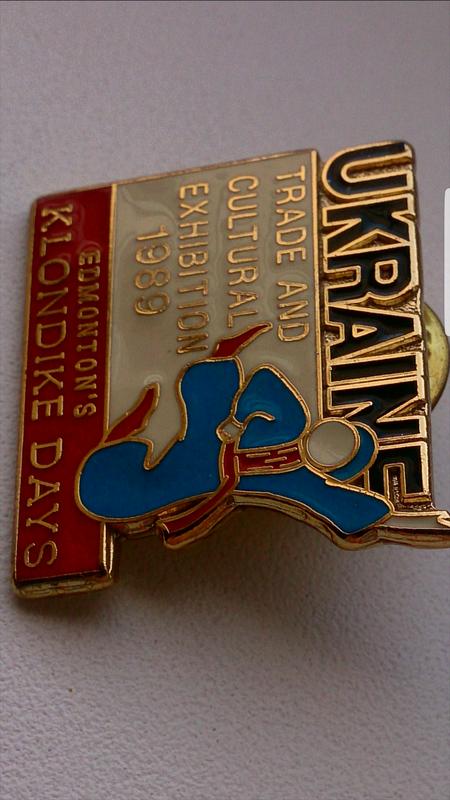 UKRAINE
TRADE AND
CULTURAL
EXHIBITION
1989
EDMONTON'S
KLONDIKE DAYS